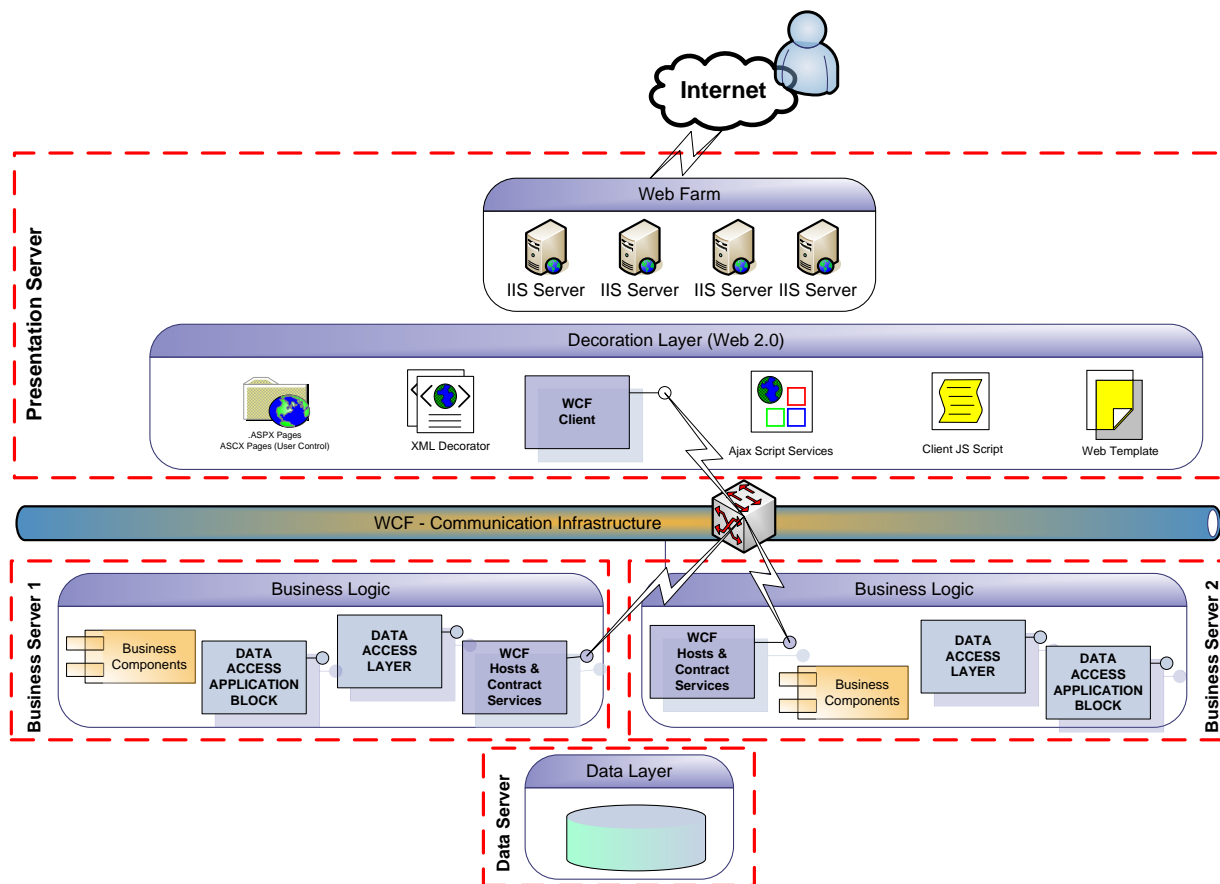 Internet
Presentation Server
Web Farm
IIS Server
IIS Server
IIS Server
IIS Server
Decoration Layer (Web 2.0)
.ASPX Pages
ASCX Pages (User Control)
XML Decorator
WCF
Client
Ajax Script Services
Client JS Script
Web Template
WCF - Communication Infrastructure
Business Server 1
Business Logic
Business
Components
DATA
ACCESS
APPLICATION
BLOCK
DATA
ACCESS
LAYER
WCF
Hosts &
Contract
Services
Business Server 2
Business Logic
WCF
Hosts &
Contract
Services
Business
Components
DATA
ACCESS
LAYER
DATA
ACCESS
APPLICATION
BLOCK
Data Server
Data Layer